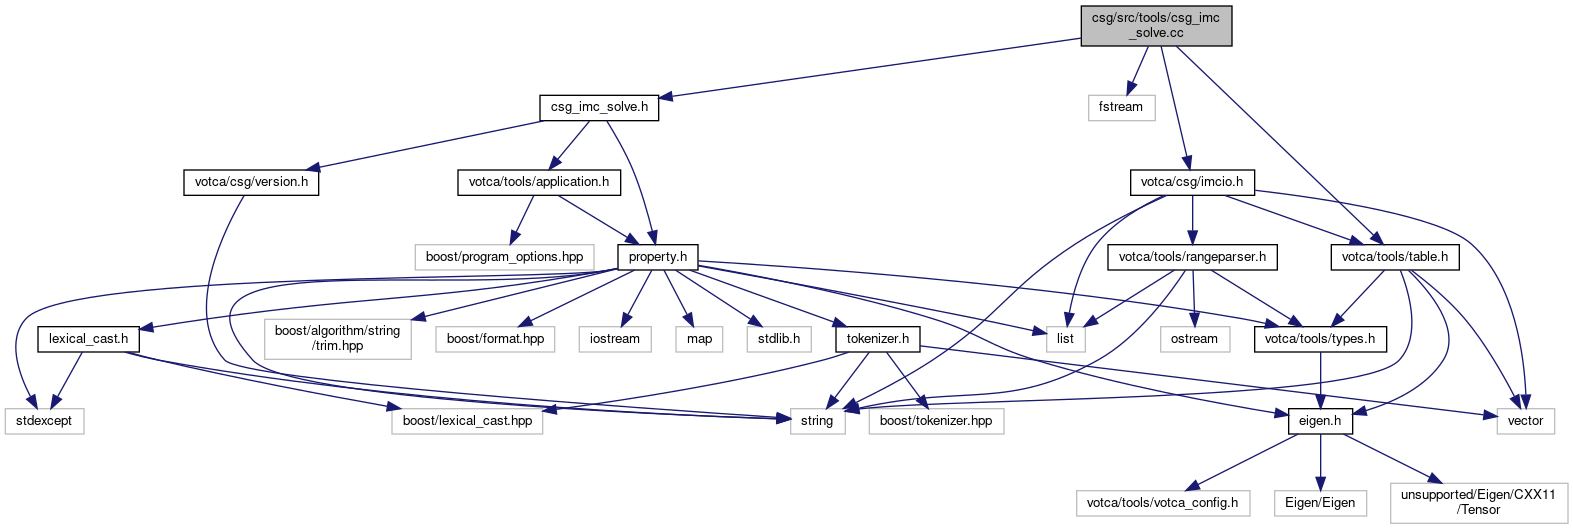 csg/src/tools/csg_imc
_solve.cc
csg_imc_solve.h
fstream
votca/csg/version.h
votca/tools/application.h
votca/csg/imcio.h
boost/program_options.hpp
property.h
votca/tools/rangeparser.h
votca/tools/table.h
lexical_cast.h
boost/algorithm/string
/trim.hpp
boost/format.hpp
iostream
map
stdlib.h
tokenizer.h
list
ostream
votca/tools/types.h
stdexcept
boost/lexical_cast.hpp
string
boost/tokenizer.hpp
eigen.h
vector
votca/tools/votca_config.h
Eigen/Eigen
unsupported/Eigen/CXX11
/Tensor